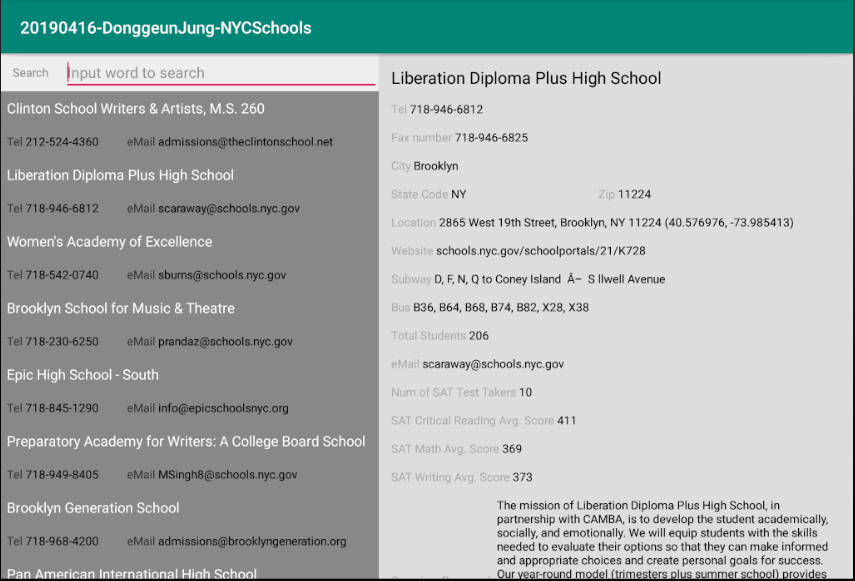 20190416-DonggeunJung-NYCSchools
Search
Input word to search
Clinton School Writers & Artists, M.S. 260
Tel 212-524-4360 eMail admissions@theclintonschool.net
Liberation Diploma Plus High School
Tel 718-946-6812 eMail scaraway@schools.nyc.gov
Women's Academy of Excellence
Tel 718-542-0740 eMail sburns@schools.nyc.gov
Brooklyn School for Music & Theatre
Tel 718-230-6250 eMail prandaz@schools.nyc.gov
Epic High School - South
Tel 718-845-1290 eMail info@epicschoolsnyc.org
Preparatory Academy for Writers: A College Board School
Tel 718-949-8405 eMail MSingh8@schools.nyc.gov
Brooklyn Generation School
Tel 718-968-4200 eMail admissions@brooklyngeneration.org
Pan American International High School
Liberation Diploma Plus High School
Tel 718-946-6812
Fax number 718-946-6825
City Brooklyn
State Code NY Zip 11224
Location 2865 West 19th Street, Brooklyn, NY 11224 (40.576976, -73.985413)
Website schools.nyc.gov/schoolportals/21/K728
Subway D, F, N, Q to Coney Island Â– S llwell Avenue
Bus B36, B64, B68, B74, B82, X28, X38
Total Students 206
eMail scaraway@schools.nyc.gov
Num of SAT Test Takers 10
SAT Critical Reading Avg. Score 411
SAT Math Avg. Score 369
SAT Writing Avg. Score 373
The mission of Liberation Diploma Plus High School, in
partnership with CAMBA, is to develop the student academically,
socially, and emotionally. We will equip students with the skills
needed to evaluate their options so that they can make informed
and appropriate choices and create personal goals for success.
Our year-round model (trimesters plus summer school) provides